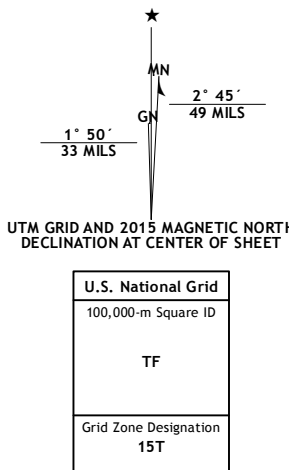 MN
GN
2° 45´
49 MILS
1° 50´
33 MILS
UTM GRID AND 2015 MAGNETIC NORTH
DECLINATION AT CENTER OF SHEET
U.S. National Grid
100,000-m Square ID
TF
Grid Zone Designation
15T